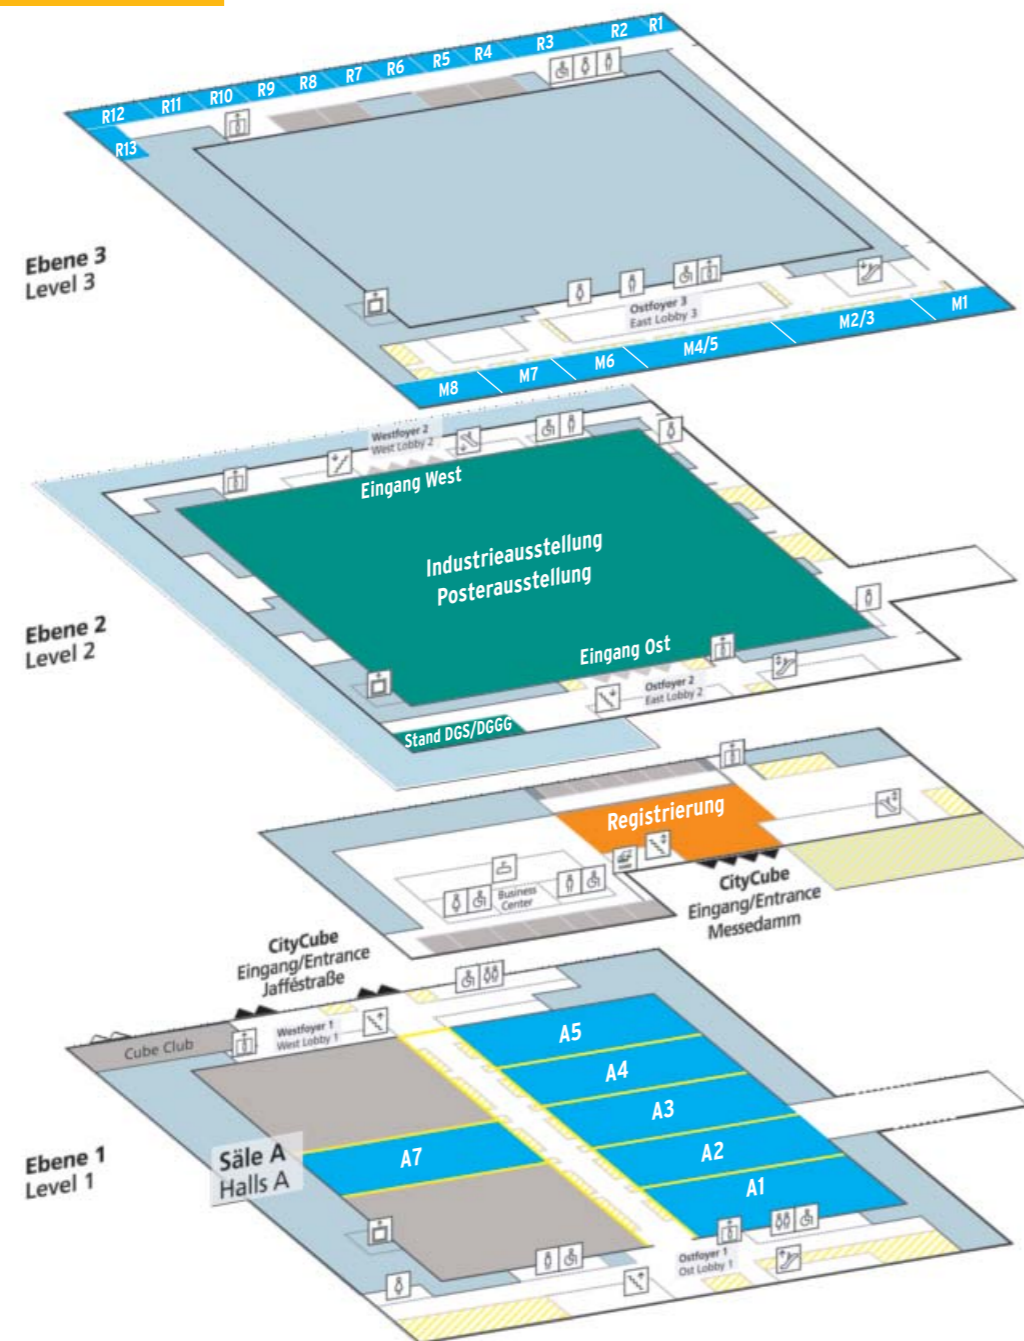 R1
R2
R3
R4
R5
R6
R7
R8
R9
R10
R11
R12
R13
Ebene 3
Level 3
Ostfoyer 3
East Lobby 3
M1
M2/3
M4/5
M6
M7
M8
Westfoyer 2
West Lobby 2
Eingang West
Industrieausstellung
Posterausstellung
Ebene 2
Level 2
Eingang Ost
Ostfoyer 2
East Lobby 2
Stand DGS/DGGG
Registrierung
Business
Center
CityCube
Eingang/Entrance
Messedamm
CityCube
Eingang/Entrance
Jafféstraße
Cube Club
Westfoyer 1
West Lobby 1
A5
A4
A3
A2
A1
A7
Säle A
Halls A
Ebene 1
Level 1
Ostfoyer 1
Ost Lobby 1